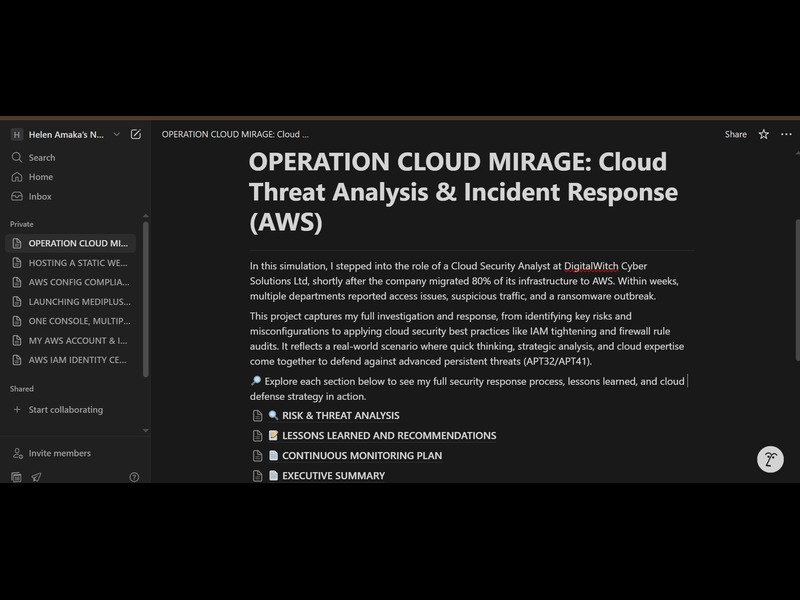 H Helen Amaka's N...
Search
Home
Inbox
Private
OPERATION CLOUD MI...
HOSTING A STATIC WE...
AWS CONFIG COMPLIA...
LAUNCHING MEDIPLUS...
ONE CONSOLE, MULTIP...
MY AWS ACCOUNT & I...
AWS IAM IDENTITY CE...
Shared
+ Start collaborating
Invite members
OPERATION CLOUD MIRAGE: Cloud ...
Share
OPERATION CLOUD MIRAGE: Cloud
Threat Analysis & Incident Response
(AWS)
In this simulation, I stepped into the role of a Cloud Security Analyst at DigitalWitch Cyber
Solutions Ltd, shortly after the company migrated 80% of its infrastructure to AWS. Within weeks,
multiple departments reported access issues, suspicious traffic, and a ransomware outbreak.
This project captures my full investigation and response, from identifying key risks and
misconfigurations to applying cloud security best practices like IAM tightening and firewall rule
audits. It reflects a real-world scenario where quick thinking, strategic analysis, and cloud expertise
come together to defend against advanced persistent threats (APT32/APT41).
🔎 Explore each section below to see my full security response process, lessons learned, and cloud
defense strategy in action.
🔍 RISK & THREAT ANALYSIS
📝 LESSONS LEARNED AND RECOMMENDATIONS
📄 CONTINUOUS MONITORING PLAN
📄 EXECUTIVE SUMMARY